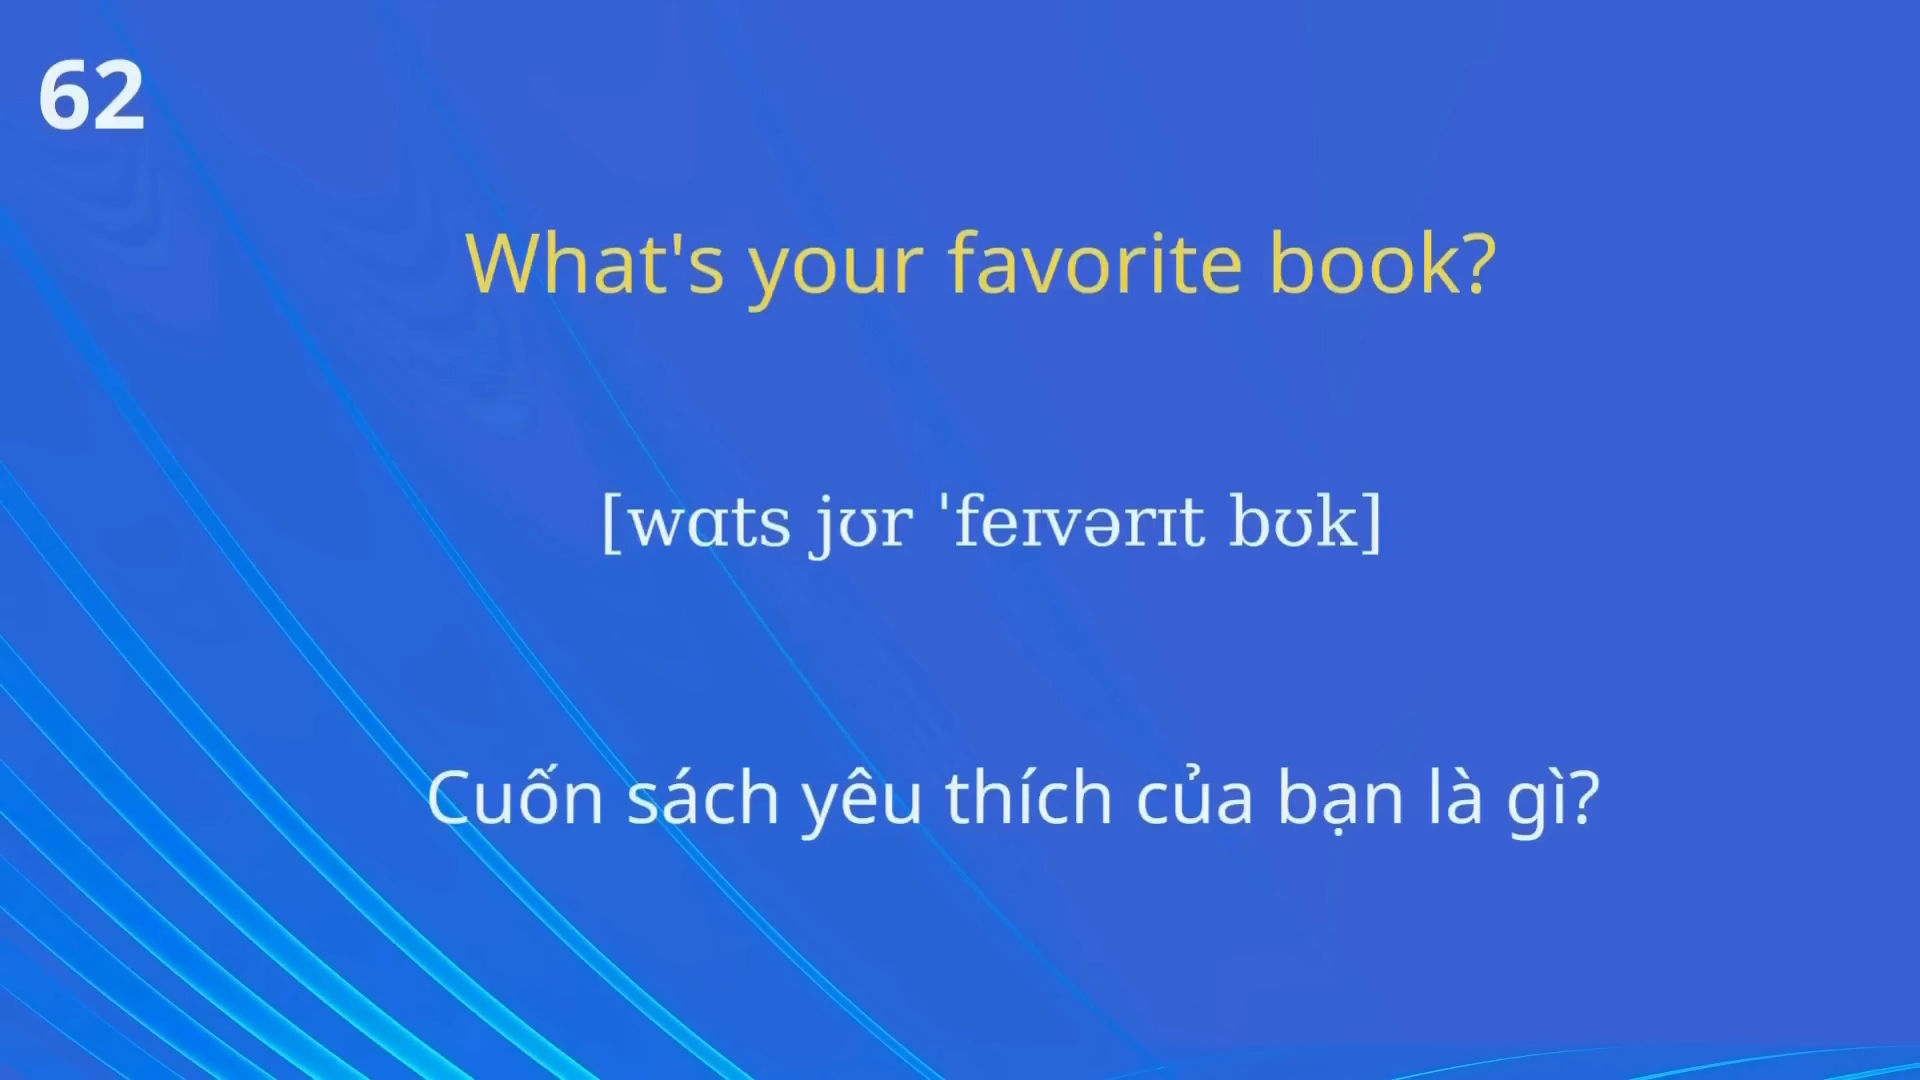 62
What's your favorite book?
[wɑts jʊr ˈfeɪvərɪt bʊk]
Cuốn sách yêu thích của bạn là gì?